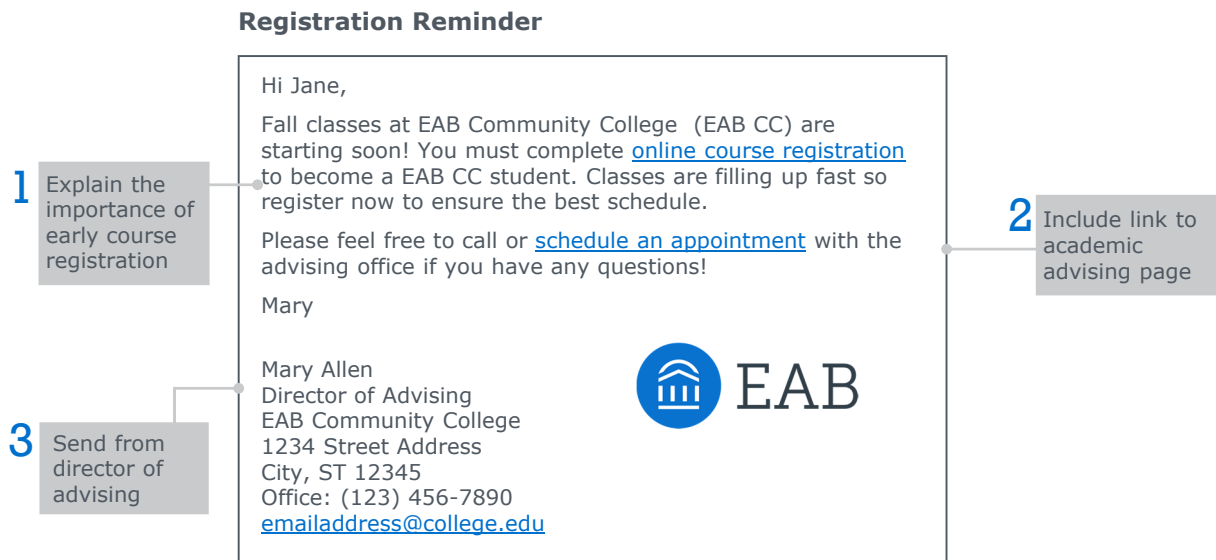 Registration Reminder
Hi Jane,
Fall classes at EAB Community College (EAB CC) are
starting soon! You must complete online course registration
to become a EAB CC student. Classes are filling up fast so
register now to ensure the best schedule.
Please feel free to call or schedule an appointment with the
advising office if you have any questions!
Mary
Mary Allen
Director of Advising
EAB Community College
1234 Street Address
City, ST 12345
Office: (123) 456-7890
emailaddress@college.edu
EAB
1
Explain the
importance of
early course
registration
2
Include link to
academic
advising page
3
Send from
director of
advising